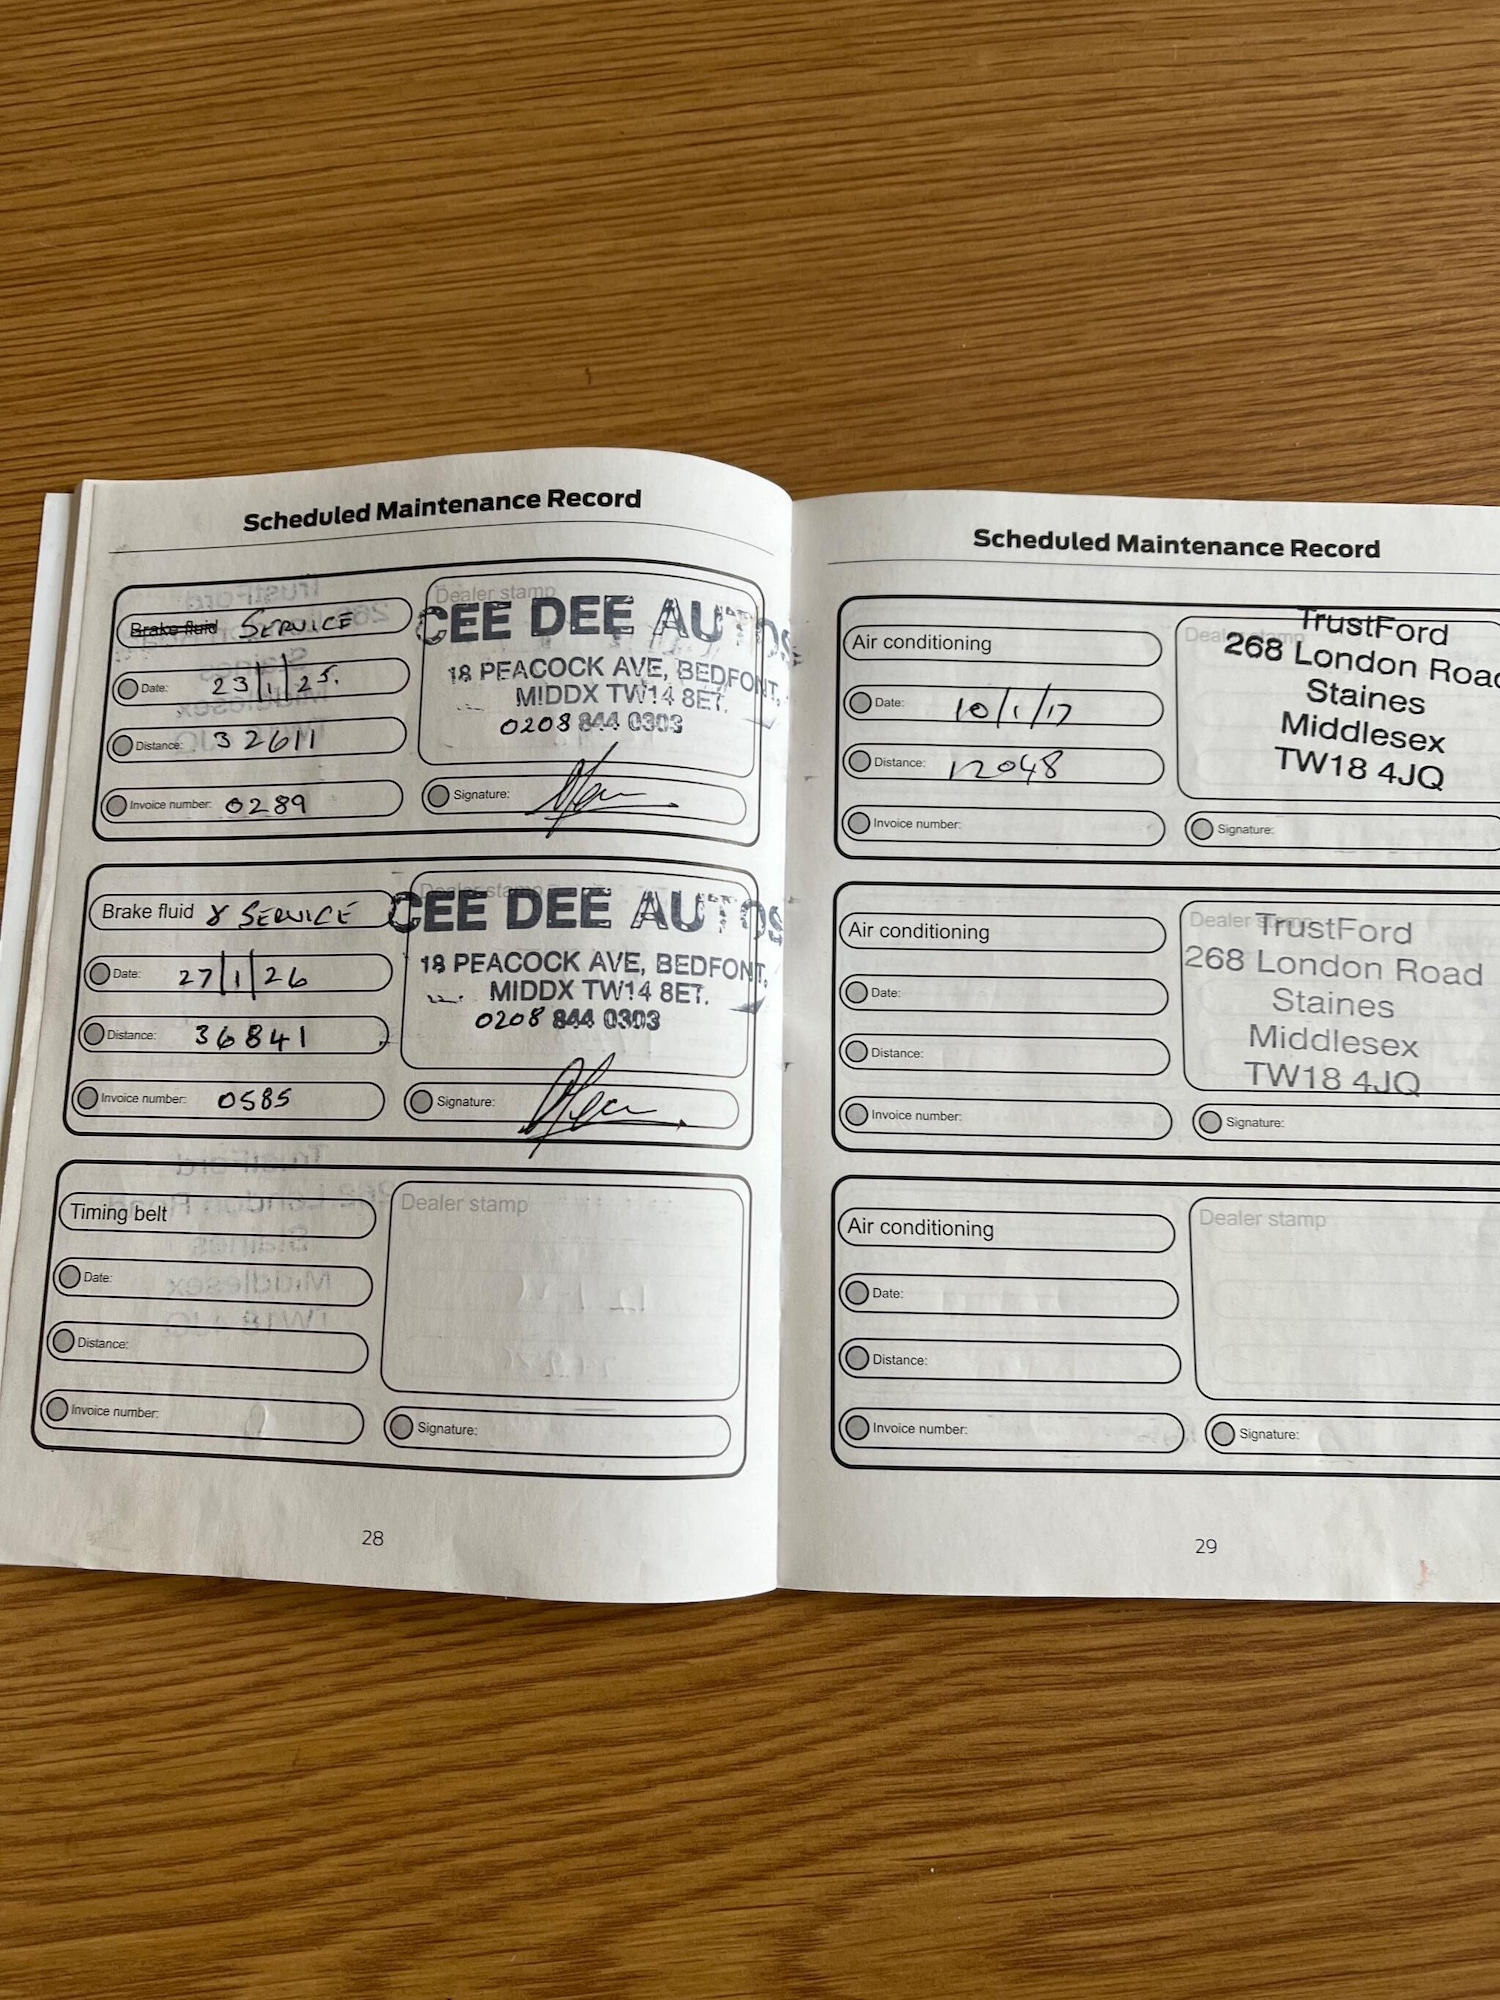 Scheduled Maintenance Record
Brake fluid SERVICE
Date: 23/1/25.
Distance: 32611
Invoice number: 0289
Dealer stamp
CEE DEE AUTOS
18 PEACOCK AVE, BEDFONT,
MIDDX TW14 8ET.
0208 844 0303
Signature:
Brake fluid & SERVICE
Date: 27/1/26
Distance: 36841
Invoice number: 0585
Dealer stamp
CEE DEE AUTOS
18 PEACOCK AVE, BEDFONT,
MIDDX TW14 8ET.
0208 844 0303
Signature:
Timing belt
Date:
Distance:
Invoice number:
Dealer stamp
Signature:
28
Scheduled Maintenance Record
Air conditioning
Date: 10/1/17
Distance: 12048
Invoice number:
Dealer stamp
TrustFord
268 London Road
Staines
Middlesex
TW18 4JQ
Signature:
Air conditioning
Date:
Distance:
Invoice number:
Dealer stamp
TrustFord
268 London Road
Staines
Middlesex
TW18 4JQ
Signature:
Air conditioning
Date:
Distance:
Invoice number:
Dealer stamp
Signature:
29